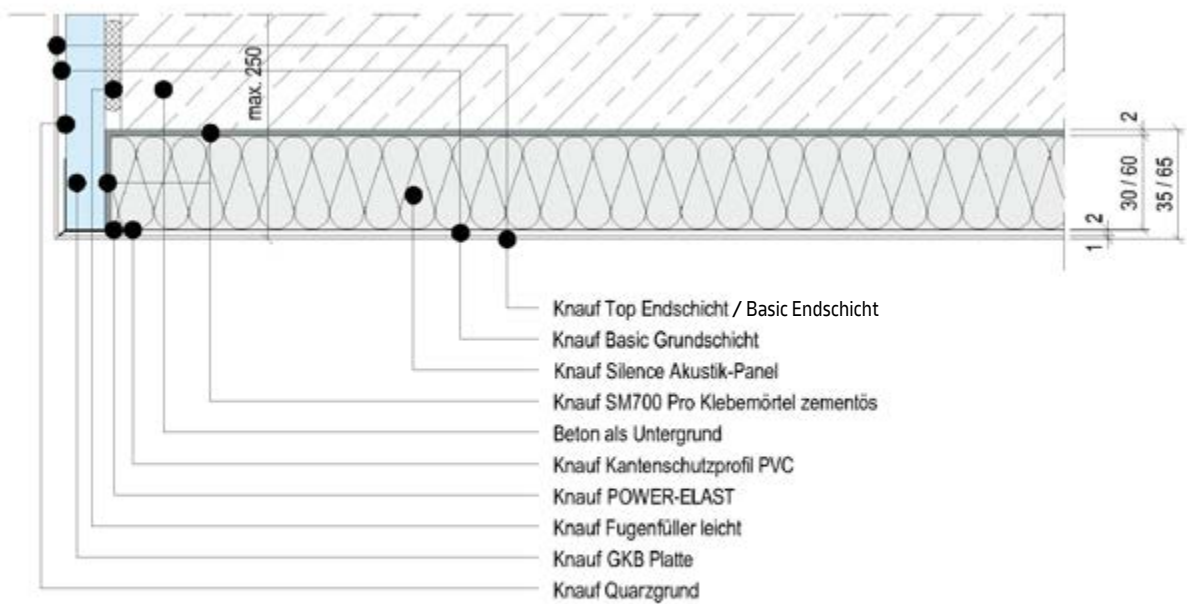 max. 250
2
30 / 60
35 / 65
2
1
Knauf Top Endschicht / Basic Endschicht
Knauf Basic Grundschicht
Knauf Silence Akustik-Panel
Knauf SM700 Pro Klebemörtel zementös
Beton als Untergrund
Knauf Kantenschutzprofil PVC
Knauf POWER-ELAST
Knauf Fugenfüller leicht
Knauf GKB Platte
Knauf Quarzgrund